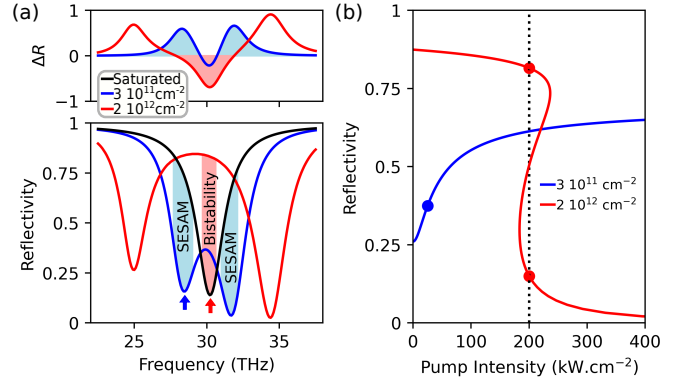 (a)
1
0
−1
ΔR
Saturated
3 10¹¹cm⁻²
2 10¹²cm⁻²
1
0.75
0.5
0.25
0
Reflectivity
SESAM
Bistability
SESAM
25
30
35
Frequency (THz)
(b)
1
0.75
0.5
0.25
0
Reflectivity
3 10¹¹ cm⁻²
2 10¹² cm⁻²
0
100
200
300
400
Pump Intensity (kW.cm⁻²)